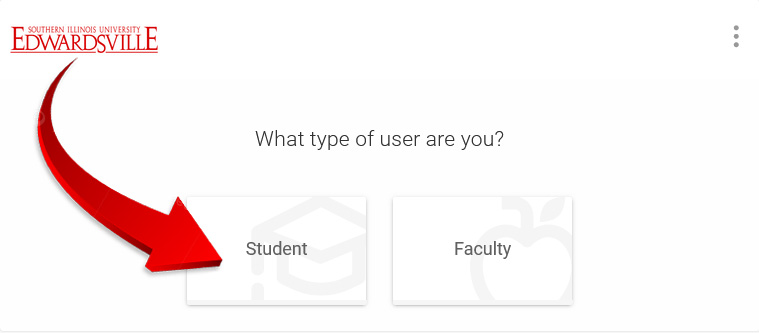 SOUTHERN ILLINOIS UNIVERSITY
EDWARDSVILLE
What type of user are you?
Student
Faculty